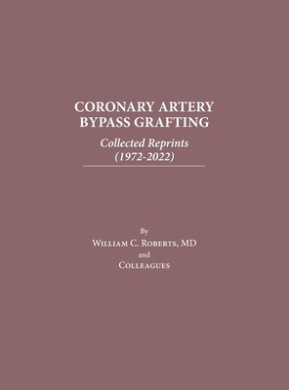 CORONARY ARTERY
BYPASS GRAFTING
Collected Reprints
(1972-2022)
By
WILLIAM C. ROBERTS, MD
and
COLLEAGUES